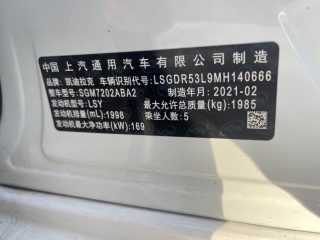 中国上汽通用汽车有限公司制造
品牌:凯迪拉克 车辆识别代号:LSGDR53L9MH140666
整车型号:SGM7202ABA2 制造年月:2021-02
发动机型号:LSY 最大允许总质量(kg):1985
发动机排量(mL):1998 乘坐人数:5
发动机最大净功率(kW):169